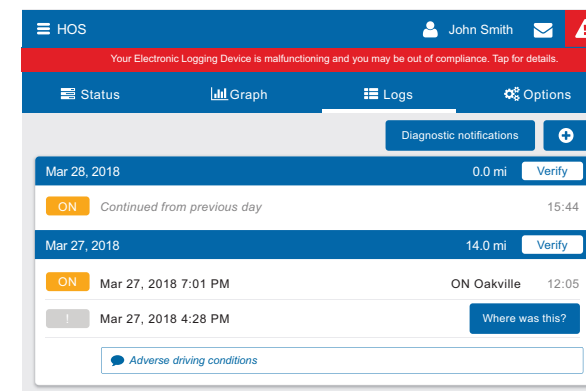 HOS John Smith
Your Electronic Logging Device is malfunctioning and you may be out of compliance. Tap for details.
Status Graph Logs Options
Diagnostic notifications
Mar 28, 2018 0.0 mi Verify
ON Continued from previous day 15:44
Mar 27, 2018 14.0 mi Verify
ON Mar 27, 2018 7:01 PM ON Oakville 12:05
! Mar 27, 2018 4:28 PM Where was this?
Adverse driving conditions